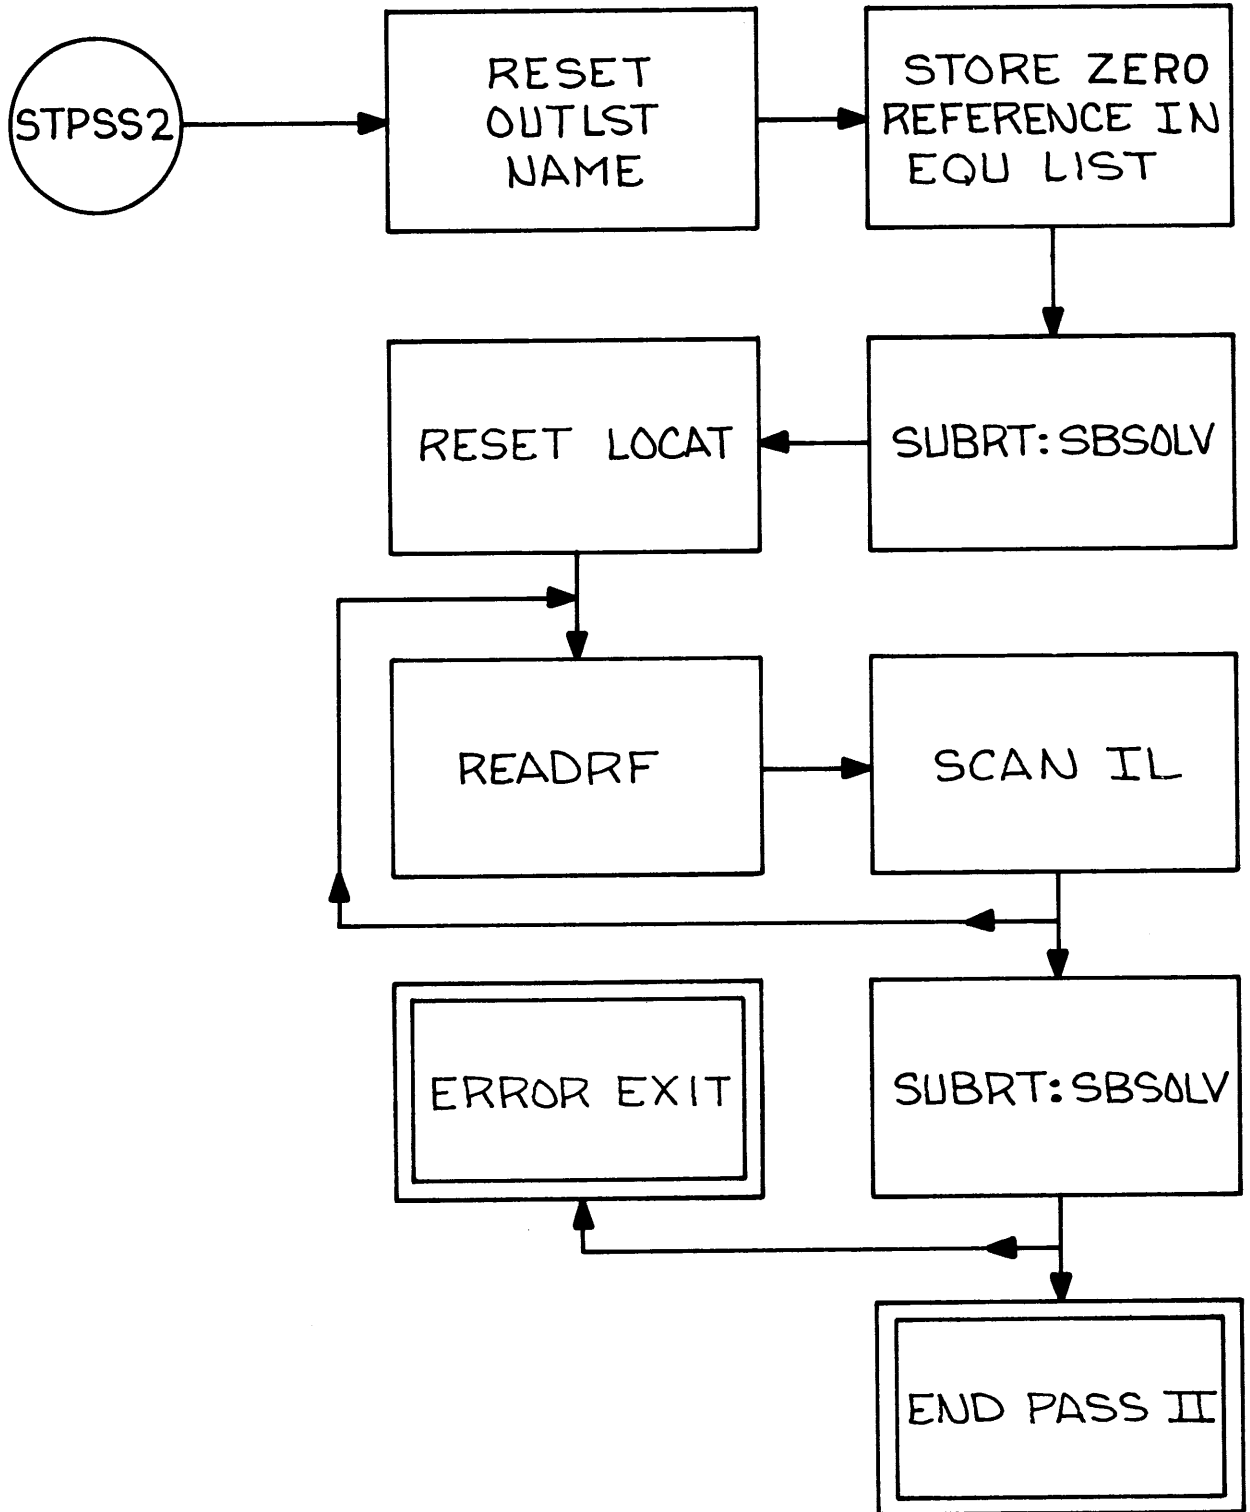 STPSS2
RESET
OUTLST
NAME
STORE ZERO
REFERENCE IN
EQU LIST
SUBRT: SBSOLV
RESET LOCAT
READRF
SCAN IL
SUBRT: SBSOLV
ERROR EXIT
END PASS II